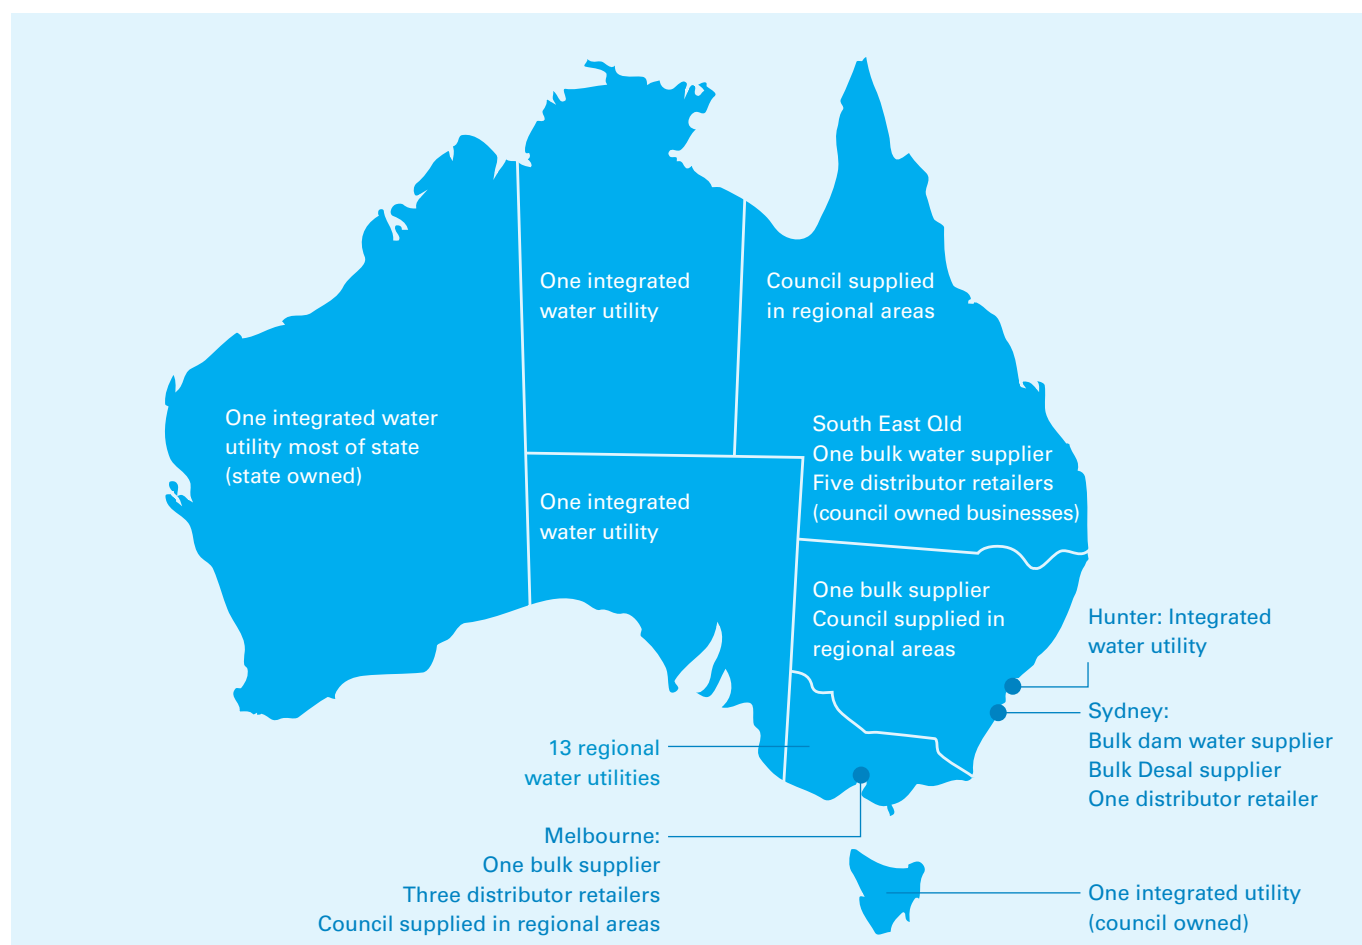 One integrated
water utility
Council supplied
in regional areas
One integrated water
utility most of state
(state owned)
South East Qld
One bulk water supplier
Five distributor retailers
(council owned businesses)
One integrated
water utility
One bulk supplier
Council supplied in
regional areas
Hunter: Integrated
water utility
Sydney:
Bulk dam water supplier
Bulk Desal supplier
One distributor retailer
13 regional
water utilities
Melbourne:
One bulk supplier
Three distributor retailers
Council supplied in regional areas
One integrated utility
(council owned)